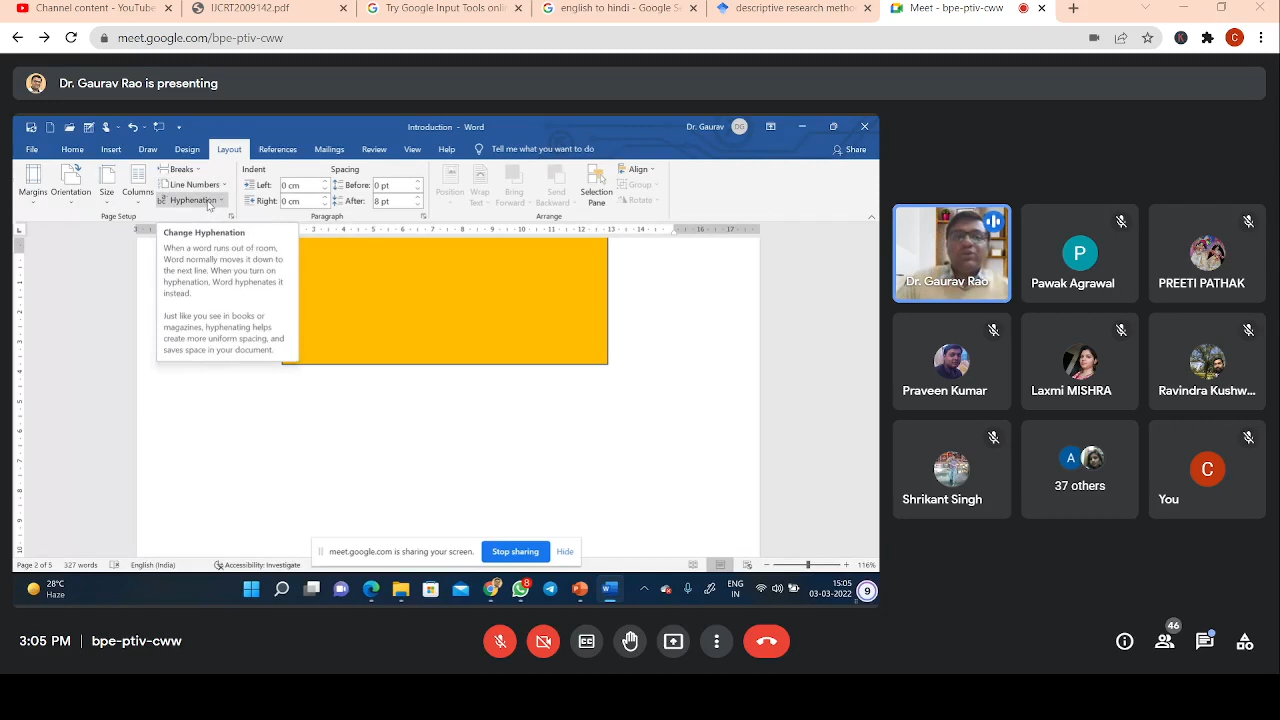 Content creation - YouTube
IJCRT2009142.pdf
Try Google Input Tools onli
english to hindi - Google Se
descriptive research metho
Meet - bpe-ptiv-cww
meet.google.com/bpe-ptiv-cww
K
C
Dr. Gaurav Rao is presenting
Introduction - Word
Dr. Gaurav
DG
File
Home
Insert
Draw
Design
Layout
References
Mailings
Review
View
Help
Tell me what you want to do
Share
Margins
Orientation
Size
Columns
Breaks
Line Numbers
Hyphenation
Page Setup
Indent
Left:
0 cm
Right:
0 cm
Spacing
Before:
0 pt
After:
8 pt
Paragraph
Position
Wrap
Text
Bring
Forward
Send
Backward
Selection
Pane
Align
Group
Rotate
Arrange
Change Hyphenation
When a word runs out of room,
Word normally moves it down to
the next line. When you turn on
hyphenation, Word hyphenates it
instead.
Just like you see in books or
magazines, hyphenating helps
create more uniform spacing, and
saves space in your document.
meet.google.com is sharing your screen.
Stop sharing
Hide
Page 2 of 5
327 words
English (India)
Accessibility: Investigate
116%
28°C
Haze
8
ENG
IN
15:05
03-03-2022
9
Dr. Gaurav Rao
P
Pawak Agrawal
PREETI PATHAK
Praveen Kumar
Laxmi MISHRA
Ravindra Kushw...
Shrikant Singh
A
37 others
C
You
3:05 PM
bpe-ptiv-cww
46